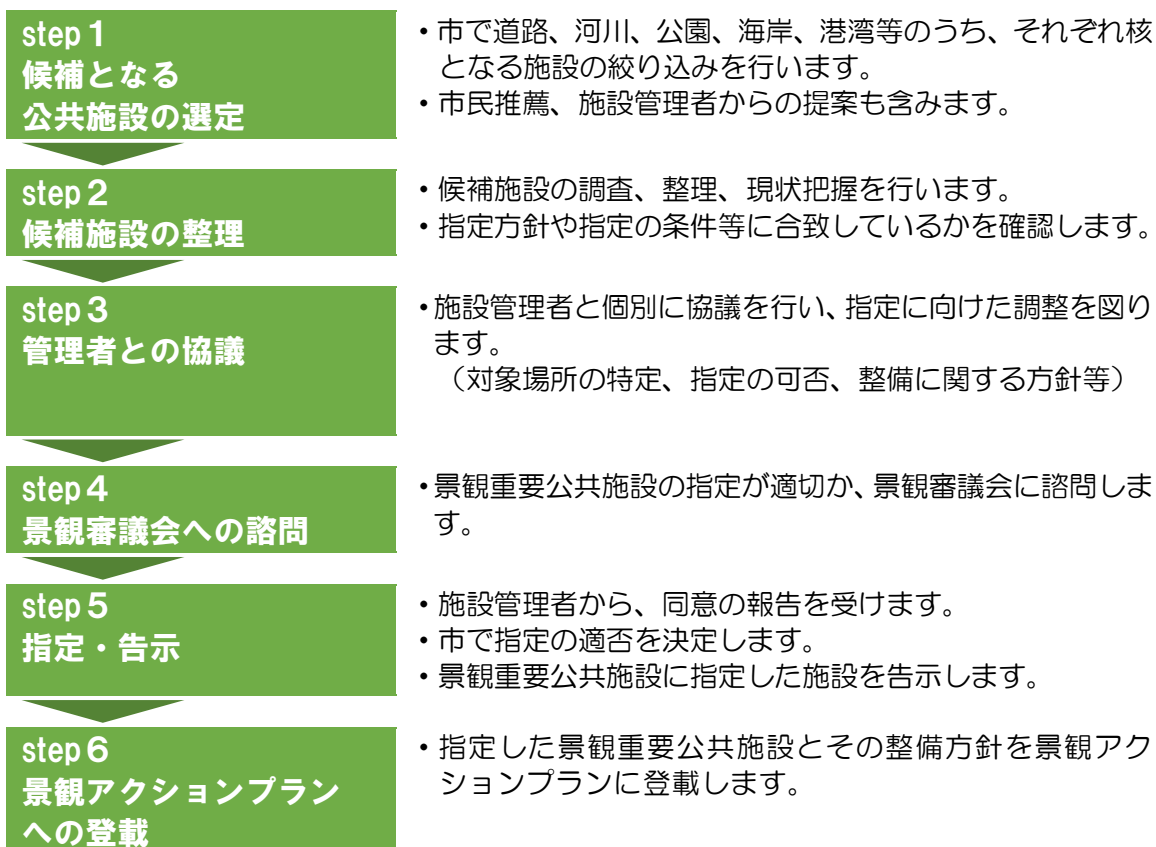 step１
候補となる
公共施設の選定
・市で道路、河川、公園、海岸、港湾等のうち、それぞれ核
となる施設の絞り込みを行います。
・市民推薦、施設管理者からの提案も含みます。
step２
候補施設の整理
・候補施設の調査、整理、現状把握を行います。
・指定方針や指定の条件等に合致しているかを確認します。
step３
管理者との協議
・施設管理者と個別に協議を行い、指定に向けた調整を図り
ます。
（対象場所の特定、指定の可否、整備に関する方針等）
step４
景観審議会への諮問
・景観重要公共施設の指定が適切か、景観審議会に諮問しま
す。
step５
指定・告示
・施設管理者から、同意の報告を受けます。
・市で指定の適否を決定します。
・景観重要公共施設に指定した施設を告示します。
step６
景観アクションプラン
への登載
・指定した景観重要公共施設とその整備方針を景観アク
ションプランに登載します。